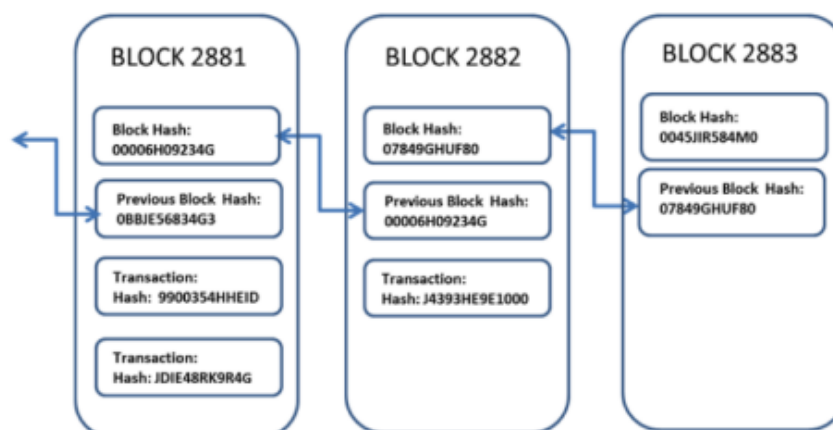 BLOCK 2881
Block Hash:
00006H09234G
Previous Block Hash:
0BBJE56834G3
Transaction:
Hash: 9900354HHEID
Transaction:
Hash: JDIE48RK9R4G
BLOCK 2882
Block Hash:
07849GHUF80
Previous Block Hash:
00006H09234G
Transaction:
Hash: J4393HE9E1000
BLOCK 2883
Block Hash:
0045JIR584M0
Previous Block Hash:
07849GHUF80